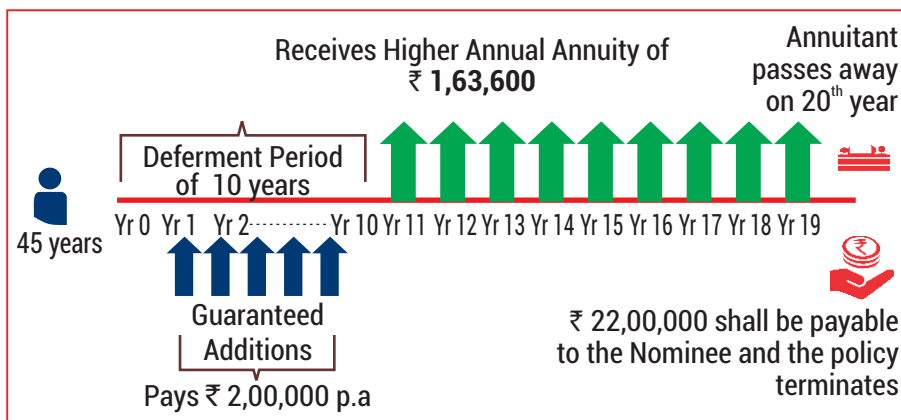 Receives Higher Annual Annuity of
₹ 1,63,600
Annuitant
passes away
on 20th year
Deferment Period
of 10 years
45 years
Yr 0 Yr 1 Yr 2............Yr 10 Yr 11 Yr 12 Yr 13 Yr 14 Yr 15 Yr 16 Yr 17 Yr 18 Yr 19
Guaranteed
Additions
Pays ₹ 2,00,000 p.a
₹
₹ 22,00,000 shall be payable
to the Nominee and the policy
terminates